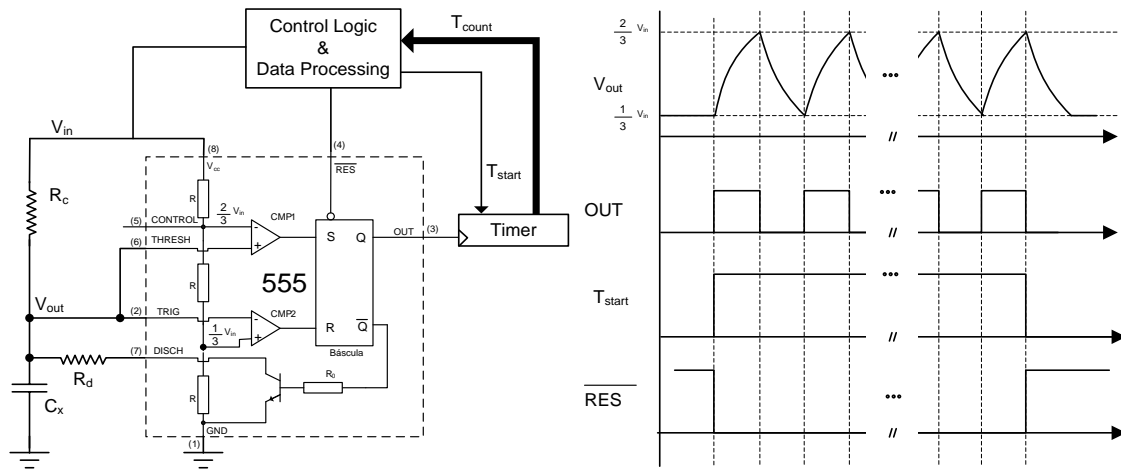 Control Logic
&
Data Processing
T_count
V_in
(8)
V_cc
(4)
RES
T_start
R_c
R
(5) CONTROL
2/3 V_in
CMP1
-
+
(6) THRESH
S
Q
OUT
(3)
Timer
R
555
V_out
(2) TRIG
CMP2
-
+
1/3 V_in
R
Q
Báscula
(7) DISCH
R_d
R_0
R
C_x
GND
(1)
2/3 V_in
V_out
1/3 V_in
•••
//
OUT
•••
//
T_start
•••
//
RES
•••
//